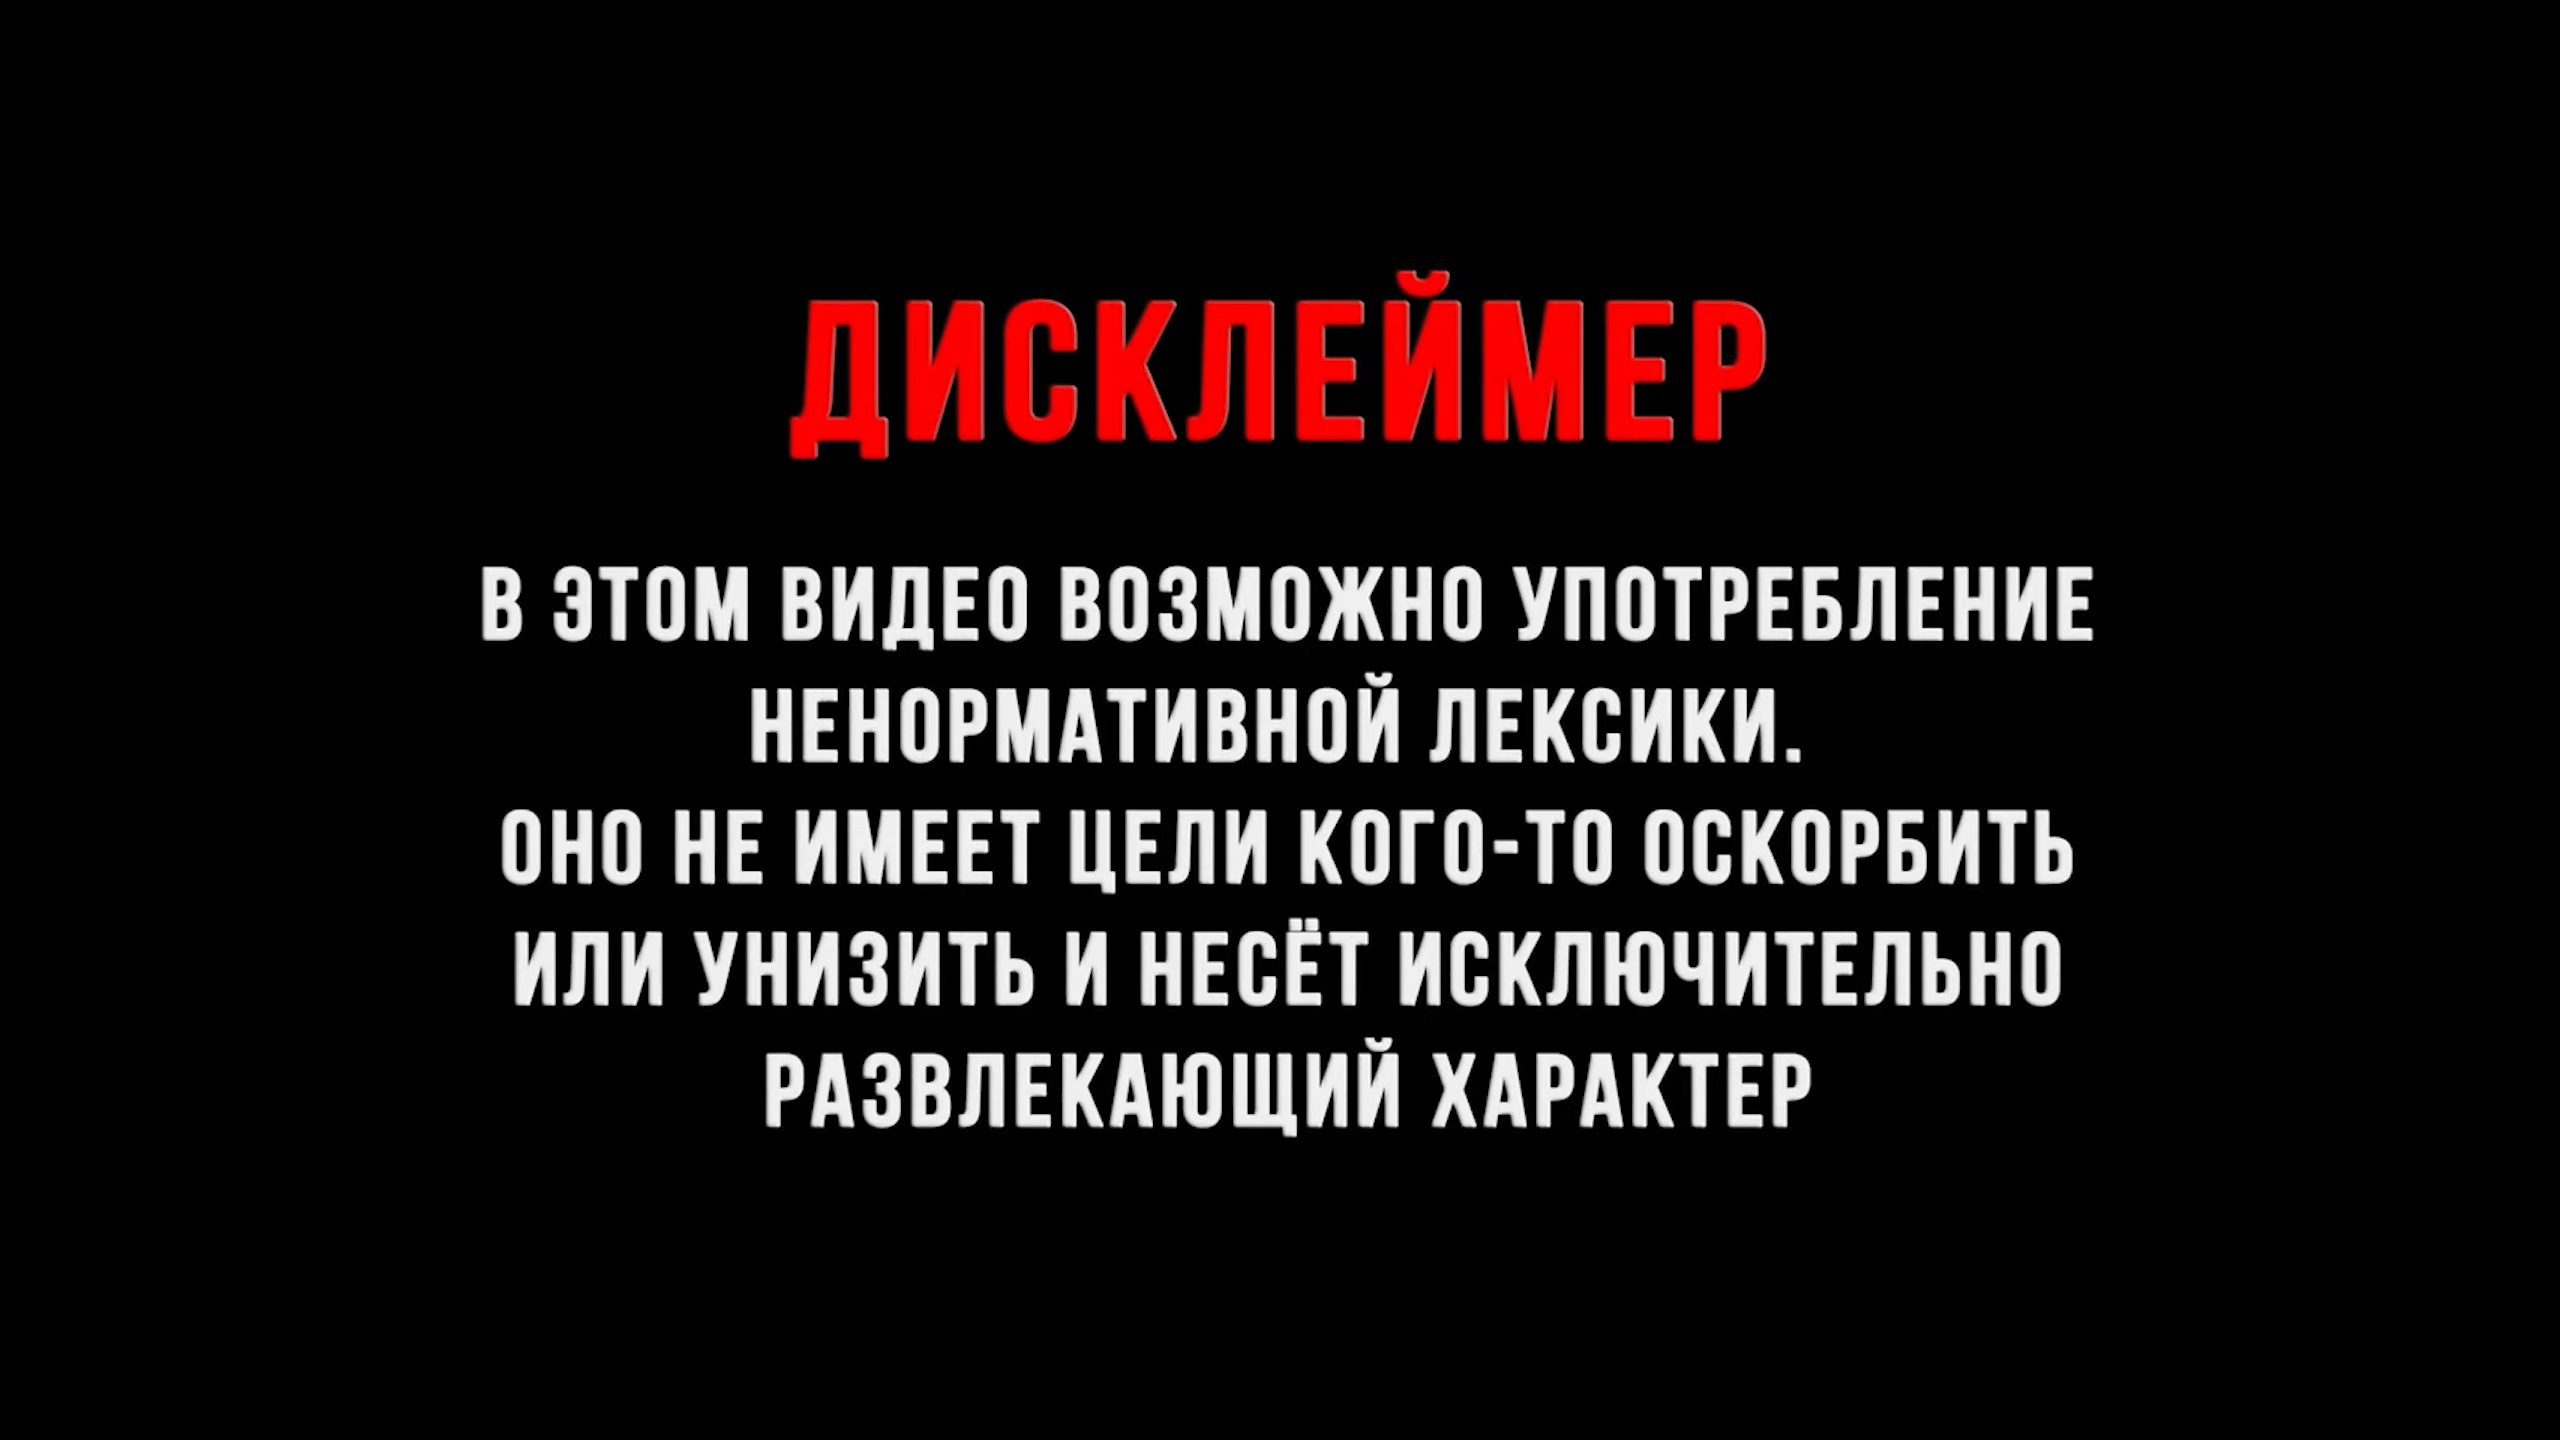 ДИСКЛЕЙМЕР
В ЭТОМ ВИДЕО ВОЗМОЖНО УПОТРЕБЛЕНИЕ
НЕНОРМАТИВНОЙ ЛЕКСИКИ.
ОНО НЕ ИМЕЕТ ЦЕЛИ КОГО-ТО ОСКОРБИТЬ
ИЛИ УНИЗИТЬ И НЕСЁТ ИСКЛЮЧИТЕЛЬНО
РАЗВЛЕКАЮЩИЙ ХАРАКТЕР